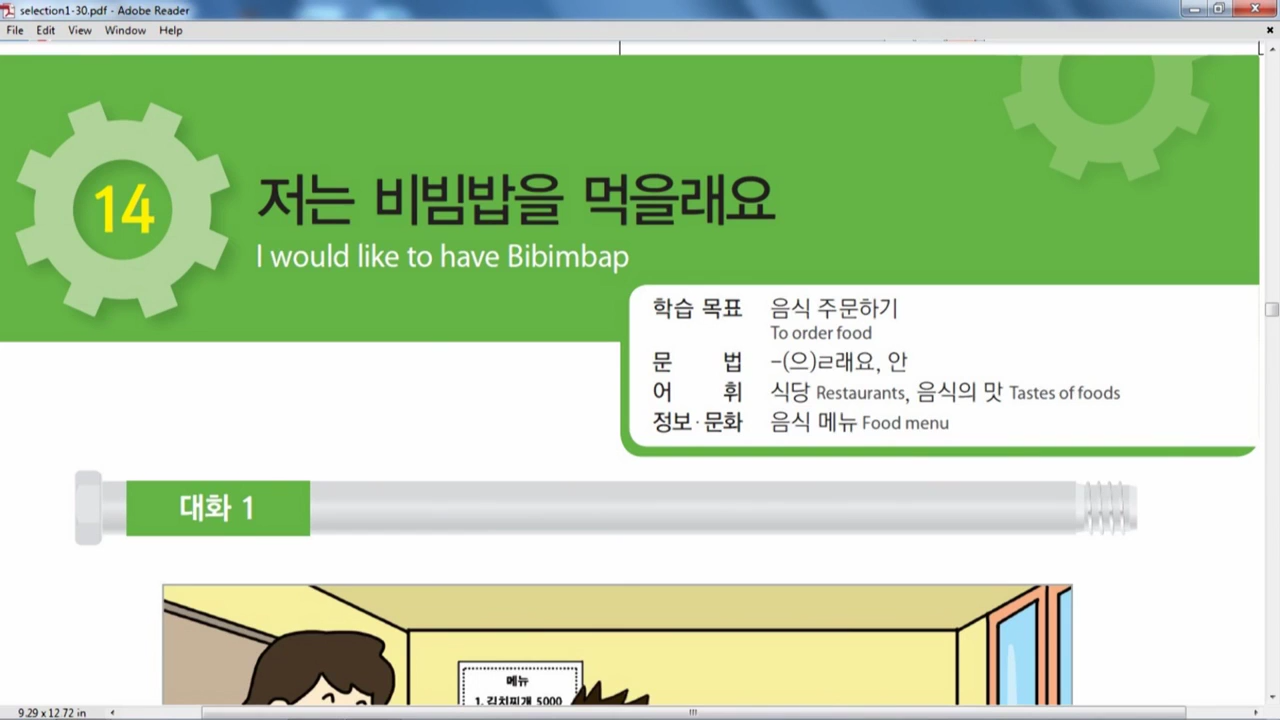 selection1-30.pdf - Adobe Reader
File Edit View Window Help
14
저는 비빔밥을 먹을래요
I would like to have Bibimbap
학습 목표 음식 주문하기
To order food
문 법 -(으)ㄹ래요, 안
어 휘 식당 Restaurants, 음식의 맛 Tastes of foods
정보·문화 음식 메뉴 Food menu
대화 1
메뉴
1. 김치찌개 5000
9.29 x 12.72 in